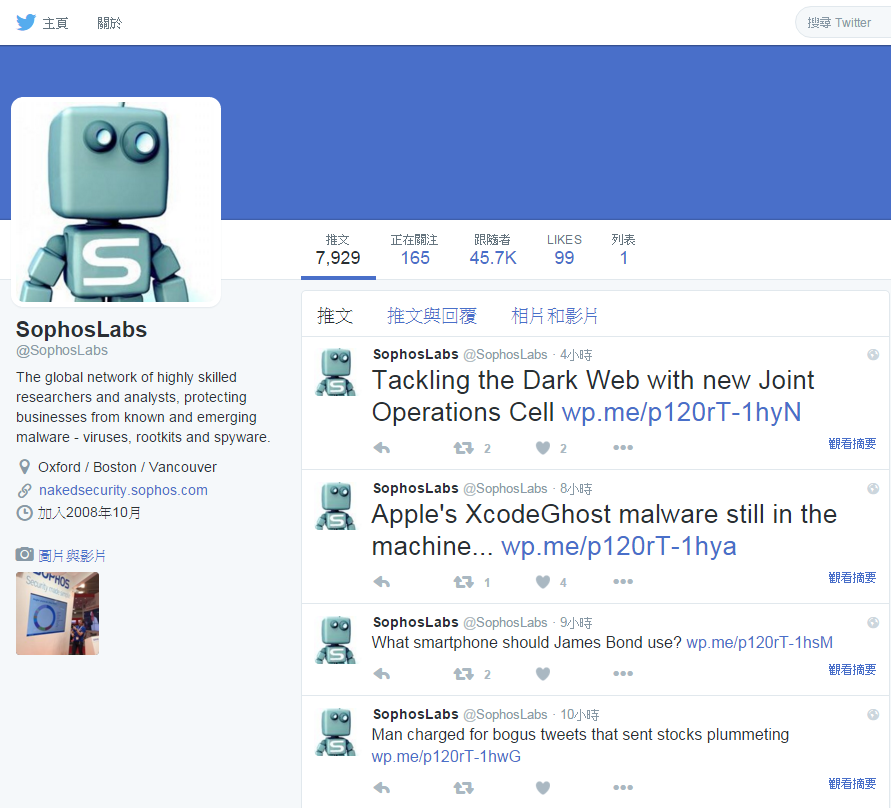 主頁
關於
搜尋 Twitter
S
推文
7,929
正在關注
165
跟隨者
45.7K
LIKES
99
列表
1
SophosLabs
@SophosLabs
The global network of highly skilled
researchers and analysts, protecting
businesses from known and emerging
malware - viruses, rootkits and spyware.
Oxford / Boston / Vancouver
nakedsecurity.sophos.com
加入2008年10月
圖片與影片
SOPHOS
Security made
推文
推文與回覆
相片和影片
SophosLabs @SophosLabs · 4小時
Tackling the Dark Web with new Joint
Operations Cell wp.me/p120rT-1hyN
2
2
觀看摘要
SophosLabs @SophosLabs · 8小時
Apple's XcodeGhost malware still in the
machine... wp.me/p120rT-1hya
1
4
觀看摘要
SophosLabs @SophosLabs · 9小時
What smartphone should James Bond use? wp.me/p120rT-1hsM
2
觀看摘要
SophosLabs @SophosLabs · 10小時
Man charged for bogus tweets that sent stocks plummeting
wp.me/p120rT-1hwG
觀看摘要